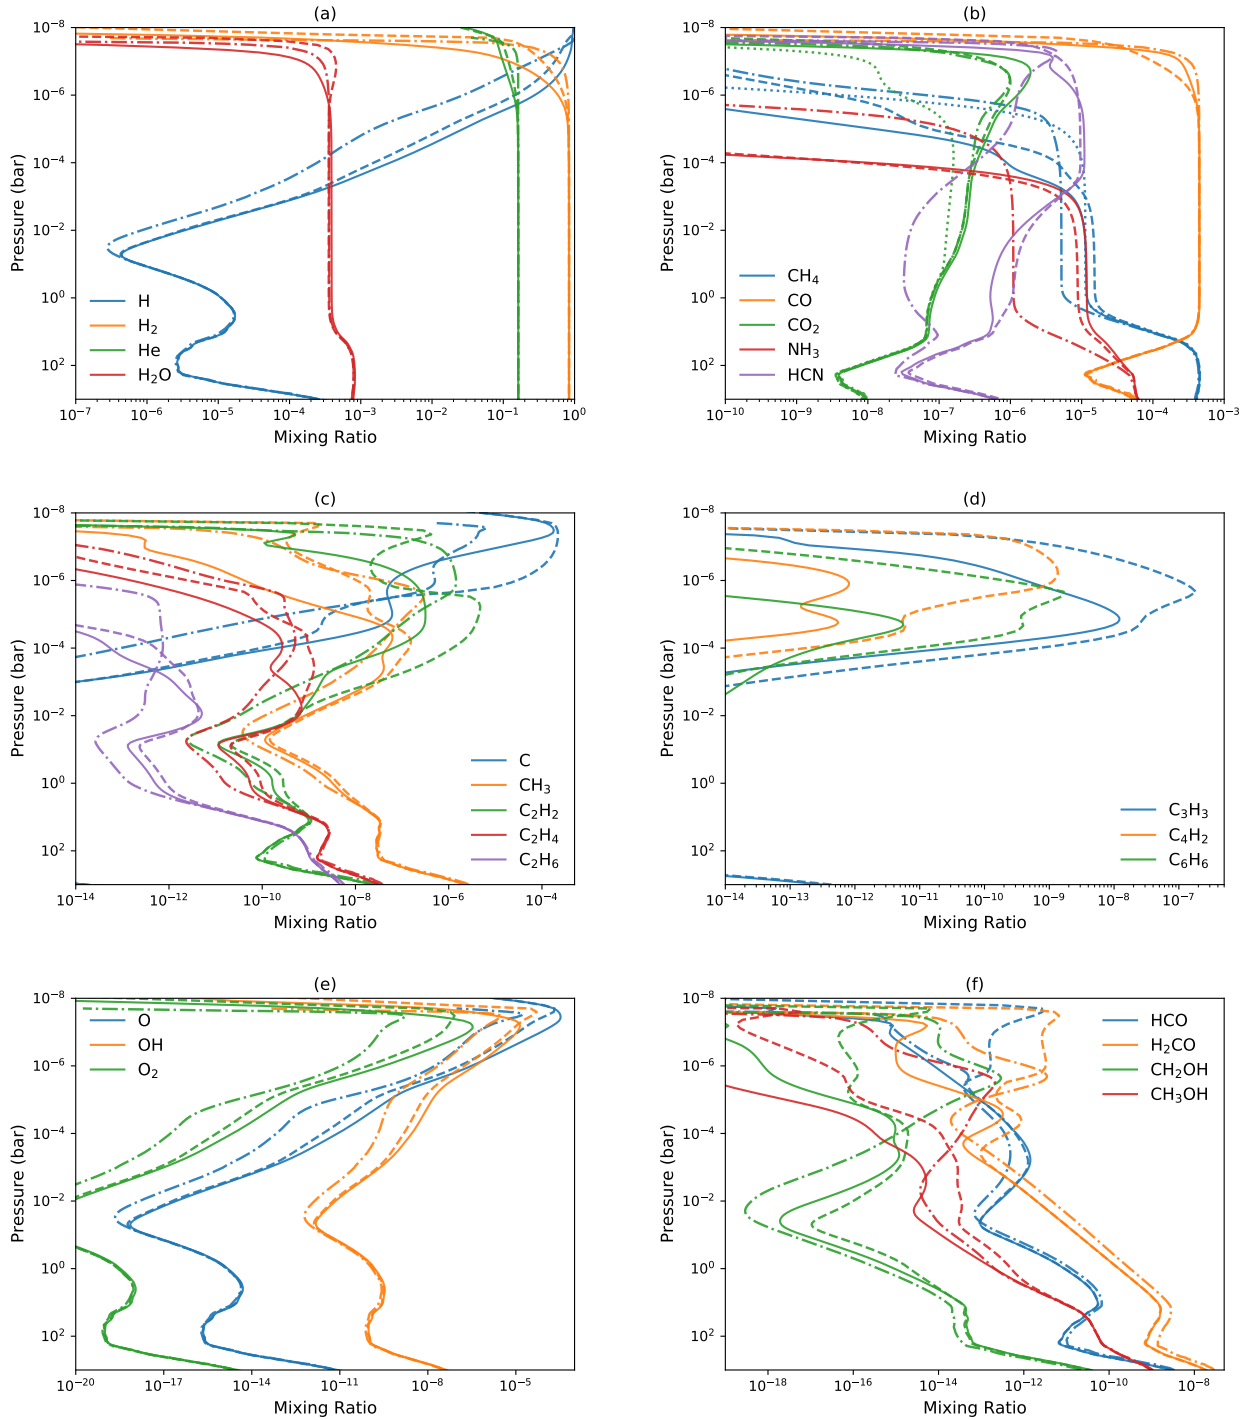 (a)
10⁻⁸
10⁻⁶
10⁻⁴
10⁻²
10⁰
10²
Pressure (bar)
H
H₂
He
H₂O
10⁻⁷ 10⁻⁶ 10⁻⁵ 10⁻⁴ 10⁻³ 10⁻² 10⁻¹ 10⁰
Mixing Ratio
(b)
10⁻⁸
10⁻⁶
10⁻⁴
10⁻²
10⁰
10²
Pressure (bar)
CH₄
CO
CO₂
NH₃
HCN
10⁻¹⁰ 10⁻⁹ 10⁻⁸ 10⁻⁷ 10⁻⁶ 10⁻⁵ 10⁻⁴ 10⁻³
Mixing Ratio
(c)
10⁻⁸
10⁻⁶
10⁻⁴
10⁻²
10⁰
10²
Pressure (bar)
C
CH₃
C₂H₂
C₂H₄
C₂H₆
10⁻¹⁴ 10⁻¹² 10⁻¹⁰ 10⁻⁸ 10⁻⁶ 10⁻⁴
Mixing Ratio
(d)
10⁻⁸
10⁻⁶
10⁻⁴
10⁻²
10⁰
10²
Pressure (bar)
C₃H₃
C₄H₂
C₆H₆
10⁻¹⁴ 10⁻¹³ 10⁻¹² 10⁻¹¹ 10⁻¹⁰ 10⁻⁹ 10⁻⁸ 10⁻⁷
Mixing Ratio
(e)
10⁻⁸
10⁻⁶
10⁻⁴
10⁻²
10⁰
10²
Pressure (bar)
O
OH
O₂
10⁻²⁰ 10⁻¹⁷ 10⁻¹⁴ 10⁻¹¹ 10⁻⁸ 10⁻⁵
Mixing Ratio
(f)
10⁻⁸
10⁻⁶
10⁻⁴
10⁻²
10⁰
10²
Pressure (bar)
HCO
H₂CO
CH₂OH
CH₃OH
10⁻¹⁸ 10⁻¹⁶ 10⁻¹⁴ 10⁻¹² 10⁻¹⁰ 10⁻⁸
Mixing Ratio